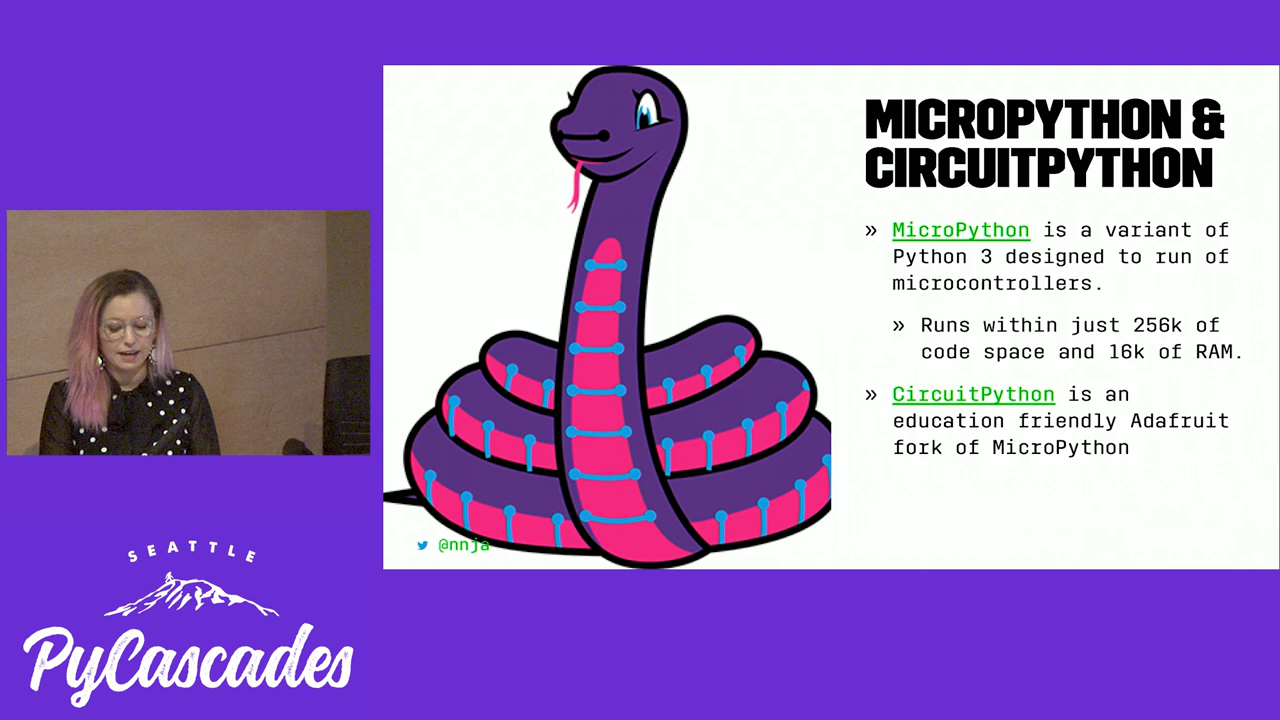 MICROPYTHON &
CIRCUITPYTHON
» MicroPython is a variant of
Python 3 designed to run of
microcontrollers.
» Runs within just 256k of
code space and 16k of RAM.
» CircuitPython is an
education friendly Adafruit
fork of MicroPython
@nnja
SEATTLE
PyCascades